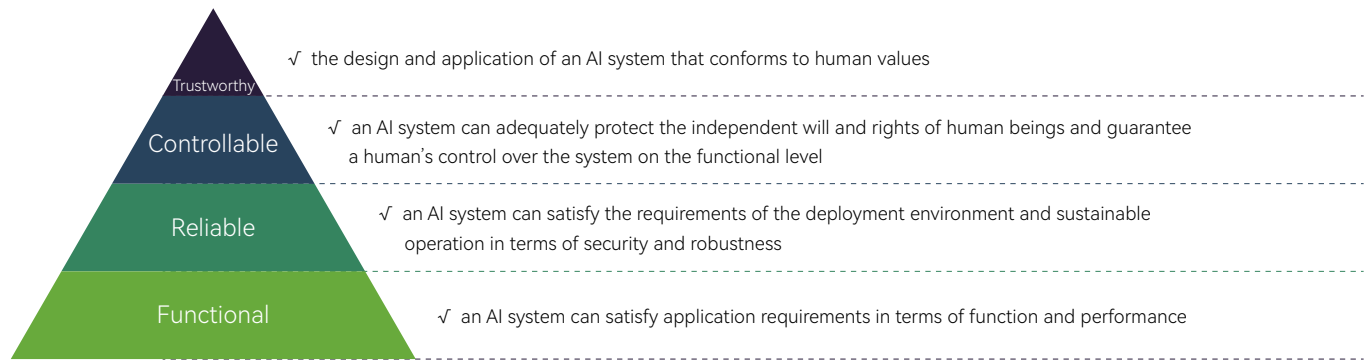 √ the design and application of an AI system that conforms to human values
Trustworthy
Controllable
√ an AI system can adequately protect the independent will and rights of human beings and guarantee
a human’s control over the system on the functional level
Reliable
√ an AI system can satisfy the requirements of the deployment environment and sustainable
operation in terms of security and robustness
Functional
√ an AI system can satisfy application requirements in terms of function and performance